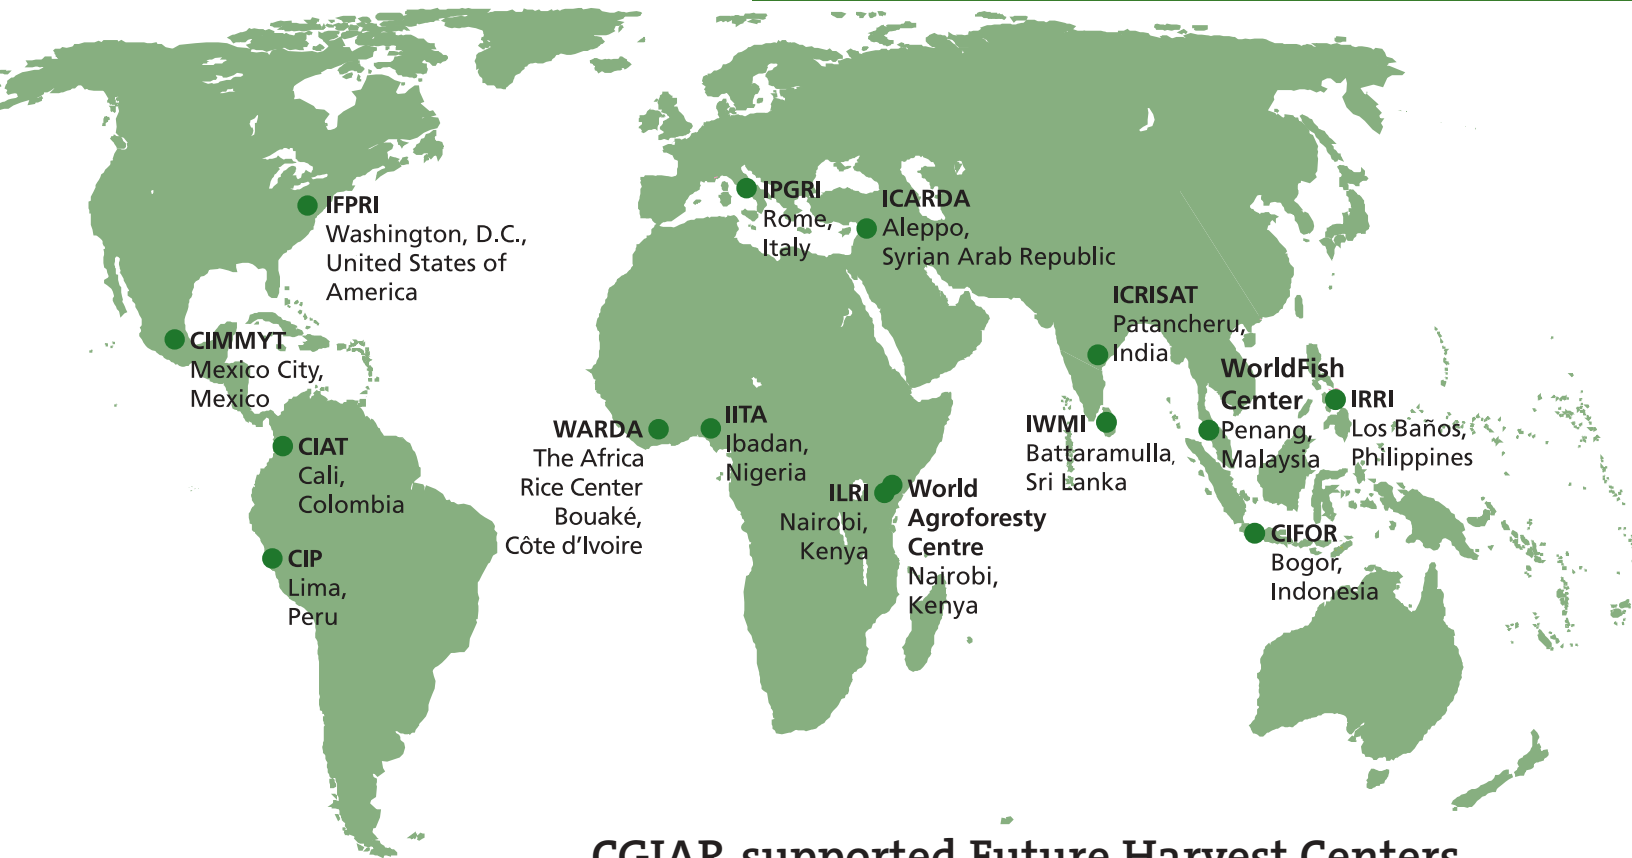 IFPRI
Washington, D.C.,
United States of
America
CIMMYT
Mexico City,
Mexico
CIAT
Cali,
Colombia
CIP
Lima,
Peru
IPGRI
Rome,
Italy
ICARDA
Aleppo,
Syrian Arab Republic
WARDA
The Africa
Rice Center
Bouaké,
Côte d'Ivoire
IITA
Ibadan,
Nigeria
ILRI
Nairobi,
Kenya
World
Agroforesty
Centre
Nairobi,
Kenya
ICRISAT
Patancheru,
India
IWMI
Battaramulla,
Sri Lanka
WorldFish
Center
Penang,
Malaysia
IRRI
Los Baños,
Philippines
CIFOR
Bogor,
Indonesia
CGIAR-supported Future Harvest Centers